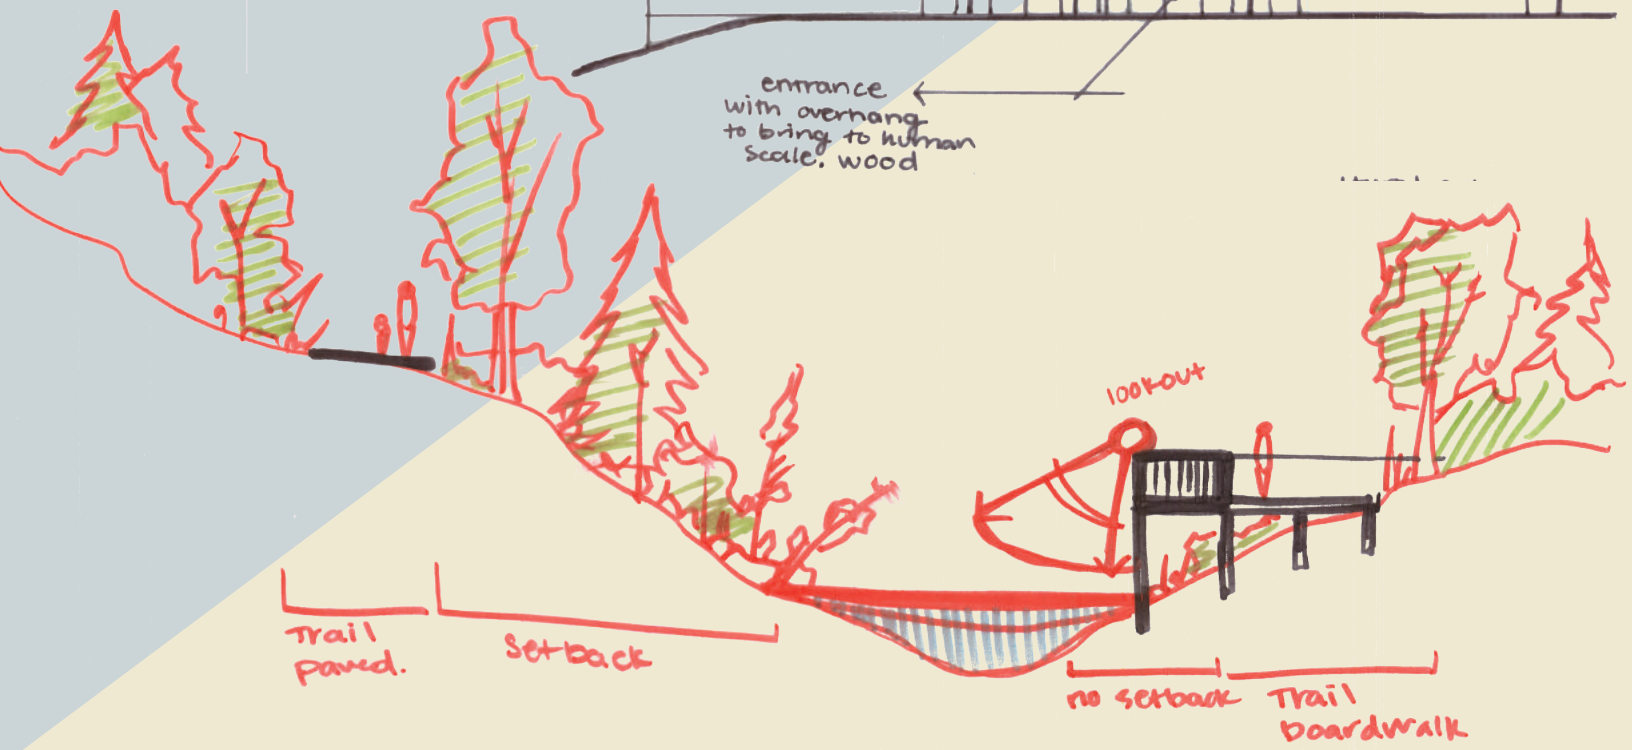 entrance
with overhang
to bring to human
scale. wood
lookout
Trail
paved.
setback
no setback
Trail
boardwalk